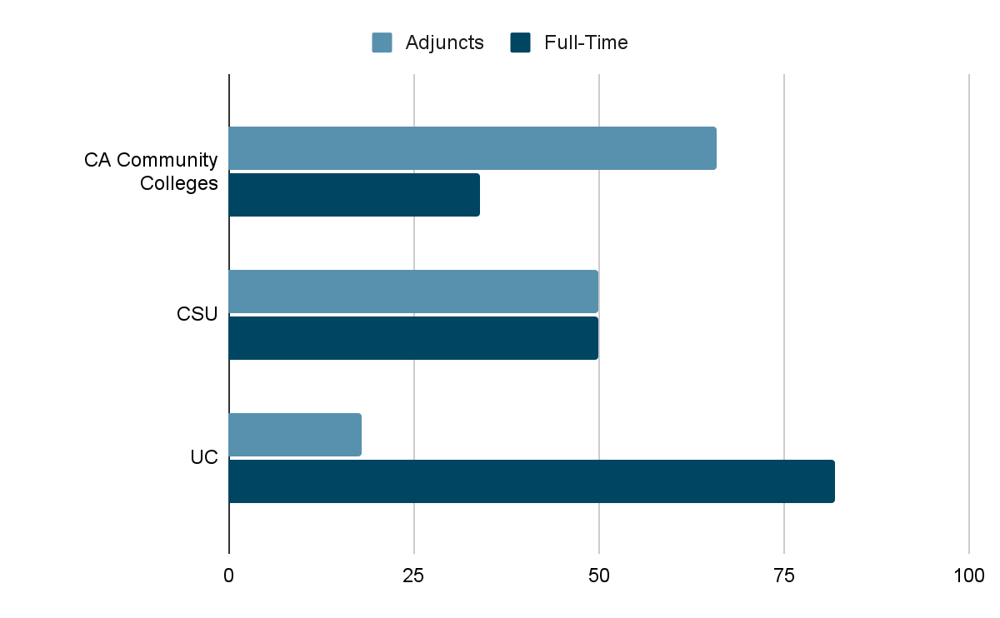 Adjuncts Full-Time
CA Community
Colleges
CSU
UC
0 25 50 75 100